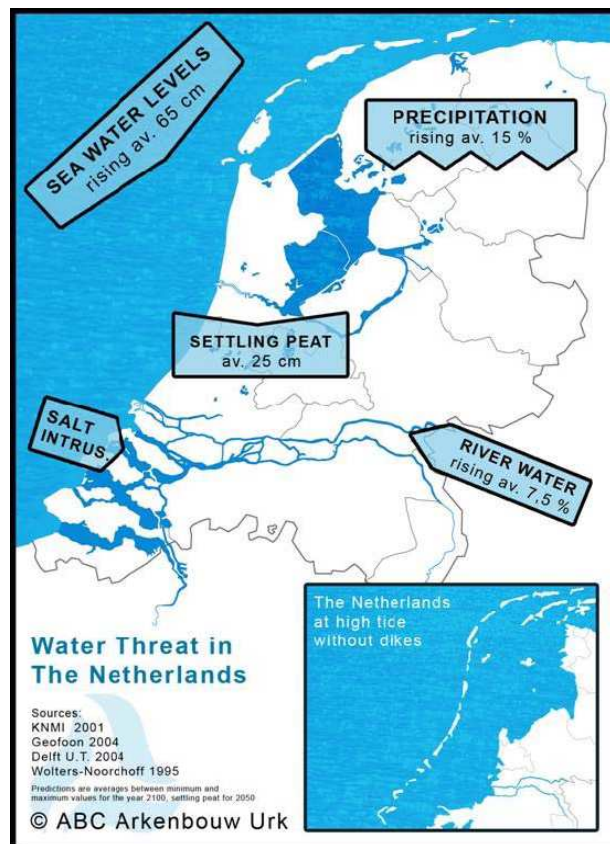 SEA WATER LEVELS
rising av. 65 cm
PRECIPITATION
rising av. 15 %
SETTLING PEAT
av. 25 cm
SALT
INTRUS.
RIVER WATER
rising av. 7,5 %
The Netherlands
at high tice
without dikes
Water Threat in
The Netherlands
Sources:
KNMI 2001
Geofoon 2004
Delft U.T. 2004
Wolters-Noorchoff 1995
Predictions are averages between minimum and
maximum values for the year 2100, settling peat for 2050
© ABC Arkenbouw Urk